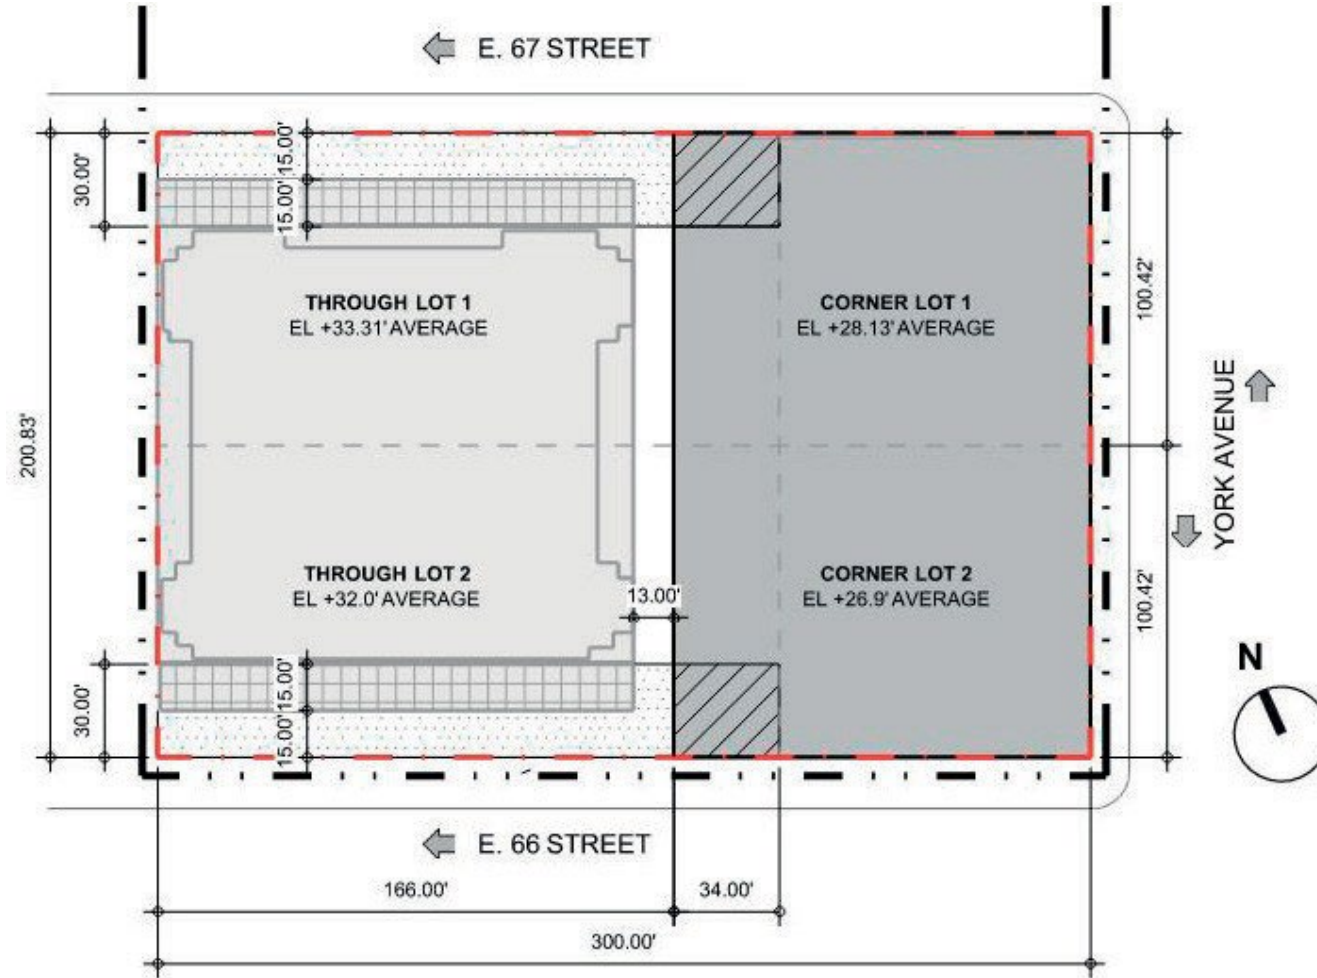 E. 67 STREET
30.00'
15.00'
15.00'
THROUGH LOT 1
EL +33.31' AVERAGE
CORNER LOT 1
EL +28.13' AVERAGE
100.42'
200.83'
YORK AVENUE
THROUGH LOT 2
EL +32.0' AVERAGE
13.00'
CORNER LOT 2
EL +26.9' AVERAGE
100.42'
N
30.00'
15.00'
15.00'
E. 66 STREET
166.00'
34.00'
300.00'